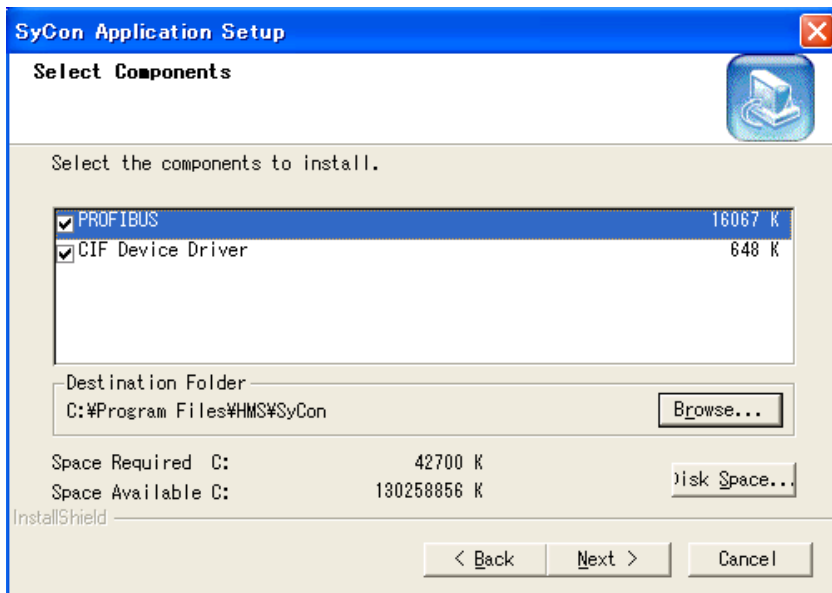 SyCon Application Setup
Select Components
Select the components to install.
PROFIBUS 16067 K
CIF Device Driver 648 K
Destination Folder
C:¥Program Files¥HMS¥SyCon
Browse...
Space Required C: 42700 K
Space Available C: 130258856 K
Disk Space...
InstallShield
< Back Next > Cancel